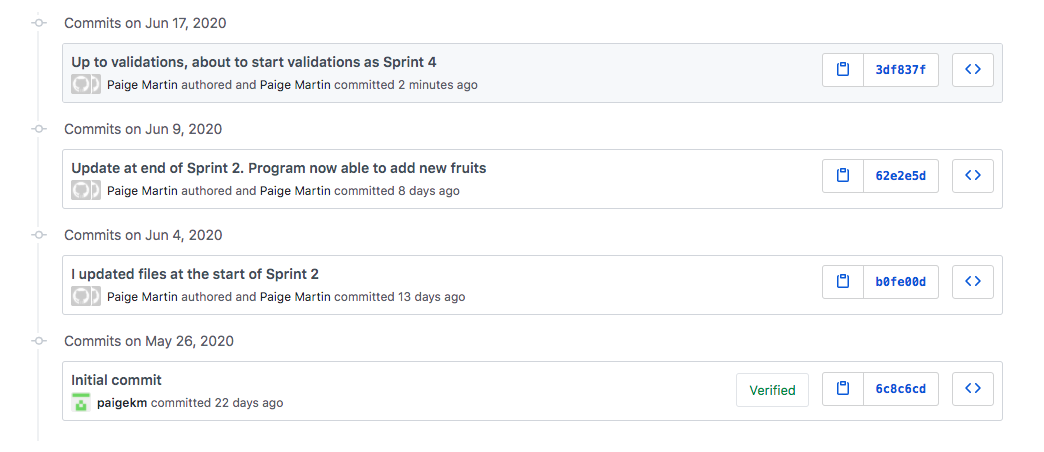 Commits on Jun 17, 2020
Up to validations, about to start validations as Sprint 4
Paige Martin authored and Paige Martin committed 2 minutes ago
3df837f
Commits on Jun 9, 2020
Update at end of Sprint 2. Program now able to add new fruits
Paige Martin authored and Paige Martin committed 8 days ago
62e2e5d
Commits on Jun 4, 2020
I updated files at the start of Sprint 2
Paige Martin authored and Paige Martin committed 13 days ago
b0fe00d
Commits on May 26, 2020
Initial commit
paigekm committed 22 days ago
Verified
6c8c6cd